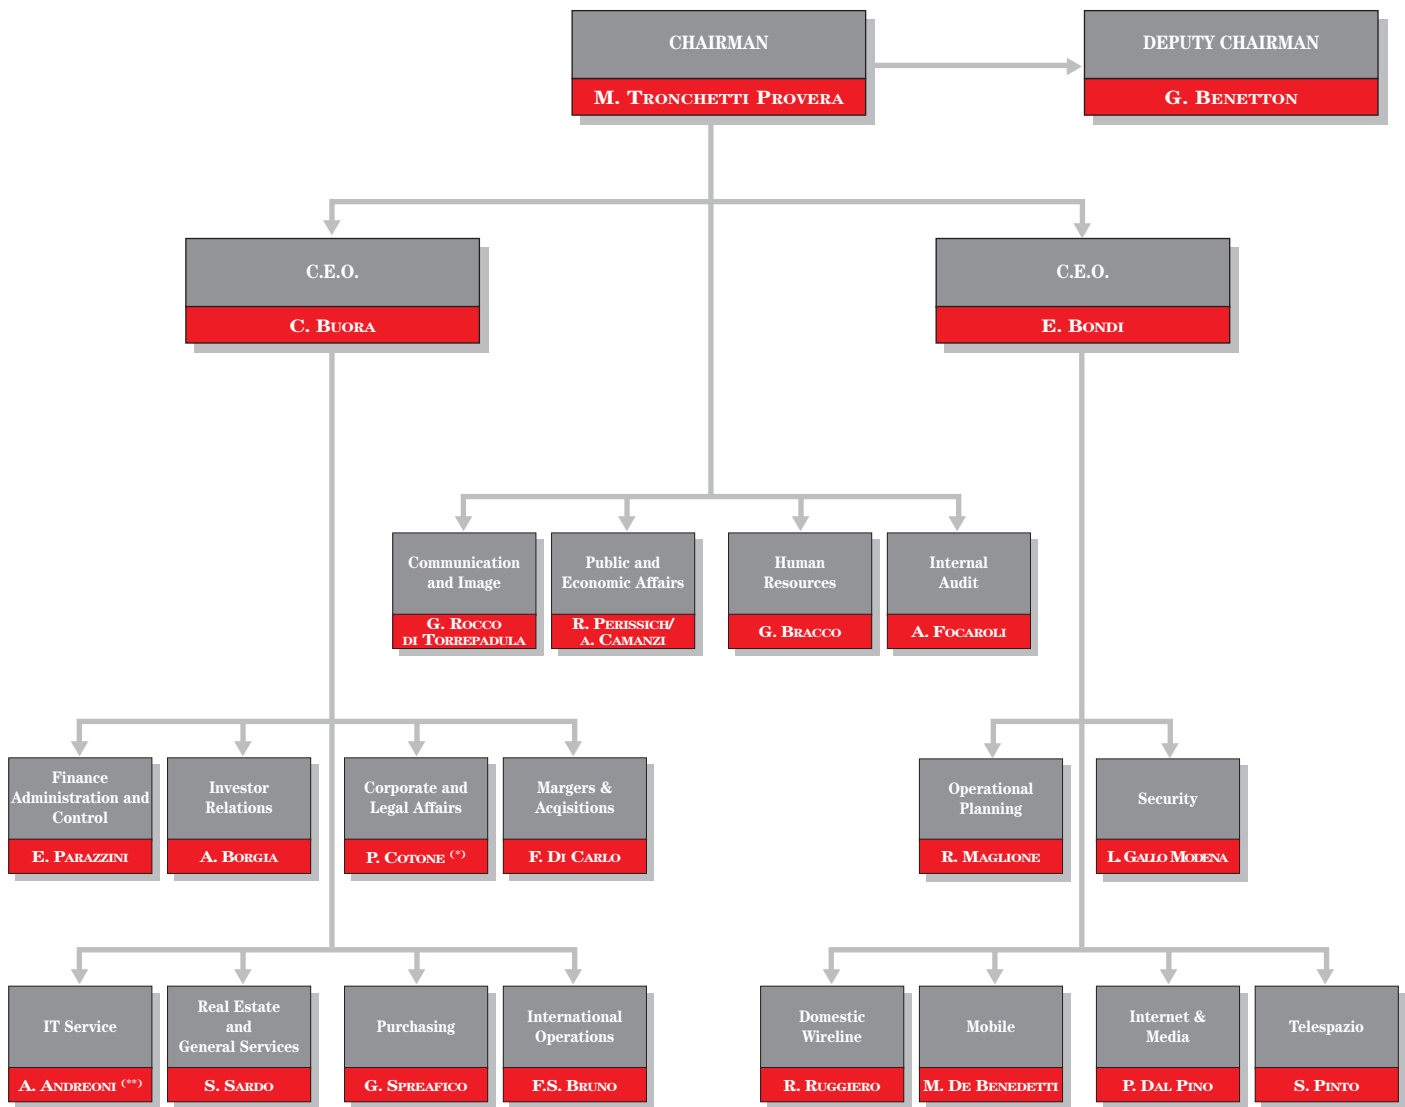 CHAIRMAN
M. TRONCHETTI PROVERA
DEPUTY CHAIRMAN
G. BENETTON
C.E.O.
C. BUORA
C.E.O.
E. BONDI
Communication
and Image
G. ROCCO
DI TORREPADULA
Public and
Economic Affairs
R. PERISSICH/
A. CAMANZI
Human
Resources
G. BRACCO
Internal
Audit
A. FOCAROLI
Finance
Administration and
Control
E. PARAZZINI
Investor
Relations
A. BORGIA
Corporate and
Legal Affairs
P. COTONE (*)
Margers &
Acqisitions
F. DI CARLO
Operational
Planning
R. MAGLIONE
Security
L. GALLO MODENA
IT Service
A. ANDREONI (**)
Real Estate
and
General Services
S. SARDO
Purchasing
G. SPREAFICO
International
Operations
F.S. BRUNO
Domestic
Wireline
R. RUGGIERO
Mobile
M. DE BENEDETTI
Internet &
Media
P. DAL PINO
Telespazio
S. PINTO